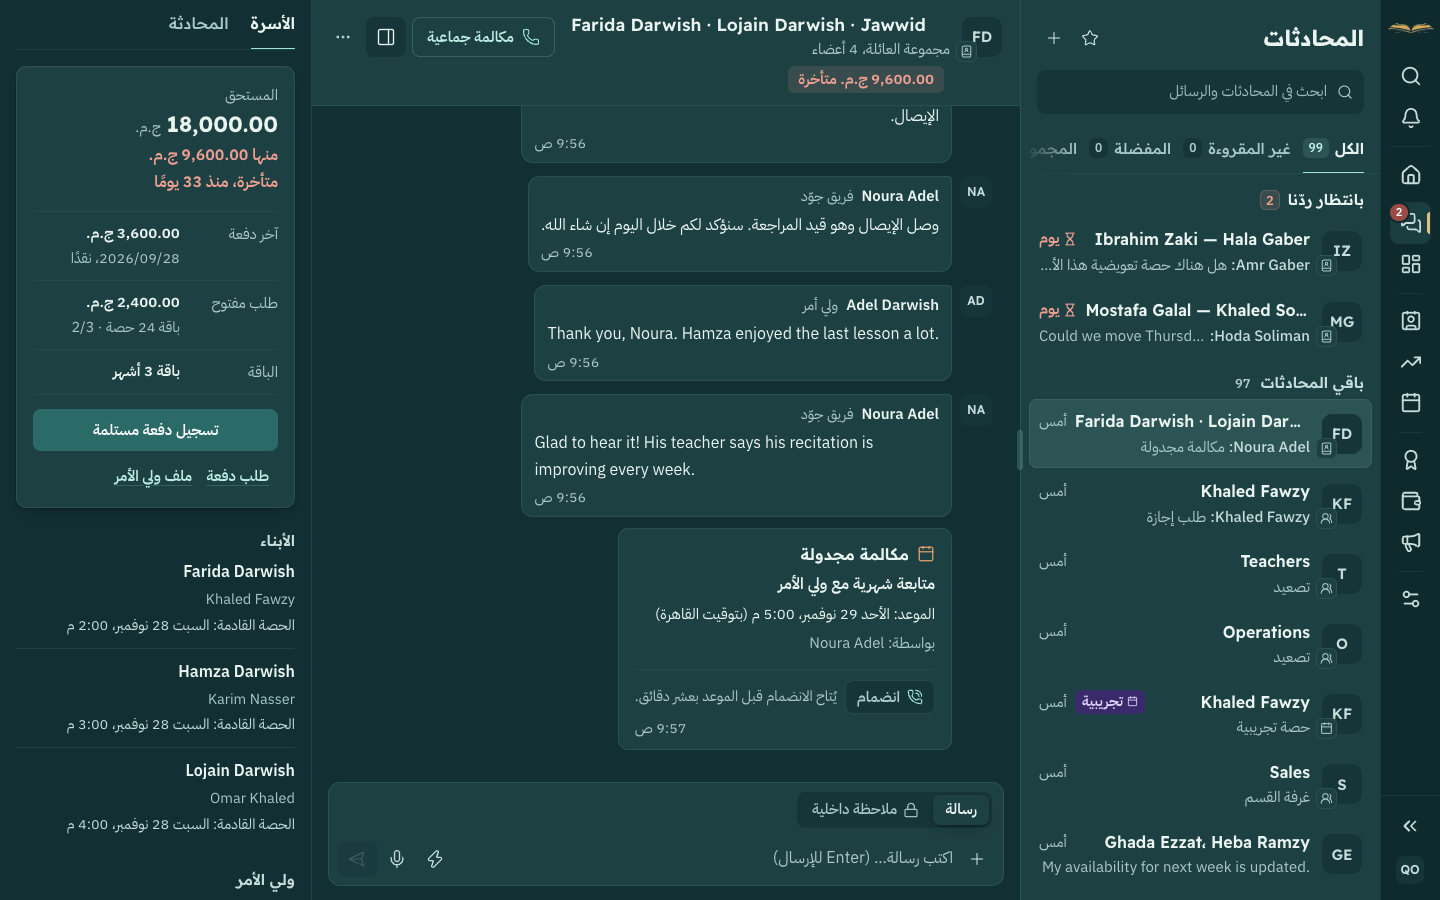 المحادثات
ابحث في المحادثات والرسائل
الكل 99
غير المقروءة 0
المفضلة 0
بانتظار ردّنا 2
2
IZ
Ibrahim Zaki — Hala Gaber
يوم
Amr Gaber: هل هناك حصة تعويضية هذا الأ...
MG
Mostafa Galal — Khaled So...
يوم
Hoda Soliman: Could we move Thursd...
باقي المحادثات 97
FD
Farida Darwish · Lojain Dar...
أمس
Noura Adel: مكالمة مجدولة
KF
Khaled Fawzy
أمس
Khaled Fawzy: طلب إجازة
T
Teachers
أمس
تصعيد
O
Operations
أمس
تصعيد
KF
Khaled Fawzy
تجريبية
أمس
حصة تجريبية
S
Sales
أمس
غرفة القسم
GE
Ghada Ezzat، Heba Ramzy
أمس
My availability for next week is updated.
QO
FD
Farida Darwish · Lojain Darwish · Jawwid
مجموعة العائلة، 4 أعضاء
9,600.00 ج.م. متأخرة
مكالمة جماعية
الإيصال.
9:56 ص
NA
Noura Adel فريق جوّد
وصل الإيصال وهو قيد المراجعة. سنؤكد لكم خلال اليوم إن شاء الله.
9:56 ص
AD
Adel Darwish ولي أمر
Thank you, Noura. Hamza enjoyed the last lesson a lot.
9:56 ص
NA
Noura Adel فريق جوّد
Glad to hear it! His teacher says his recitation is
improving every week.
9:56 ص
مكالمة مجدولة
متابعة شهرية مع ولي الأمر
الموعد: الأحد 29 نوفمبر، 5:00 م (بتوقيت القاهرة)
بواسطة: Noura Adel
انضمام
يُتاح الانضمام قبل الموعد بعشر دقائق.
9:57 ص
رسالة
ملاحظة داخلية
اكتب رسالة... (Enter للإرسال)
الأسرة
المحادثة
المستحق
18,000.00 ج.م.
منها 9,600.00 ج.م.
متأخرة، منذ 33 يومًا
آخر دفعة
3,600.00 ج.م.
2026/09/28، نقدًا
طلب مفتوح
2,400.00 ج.م.
باقة 24 حصة · 2/3
الباقة
باقة 3 أشهر
تسجيل دفعة مستلمة
طلب دفعة
ملف ولي الأمر
الأبناء
Farida Darwish
Khaled Fawzy
الحصة القادمة: السبت 28 نوفمبر، 2:00 م
Hamza Darwish
Karim Nasser
الحصة القادمة: السبت 28 نوفمبر، 3:00 م
Lojain Darwish
Omar Khaled
الحصة القادمة: السبت 28 نوفمبر، 4:00 م
ولي الأمر